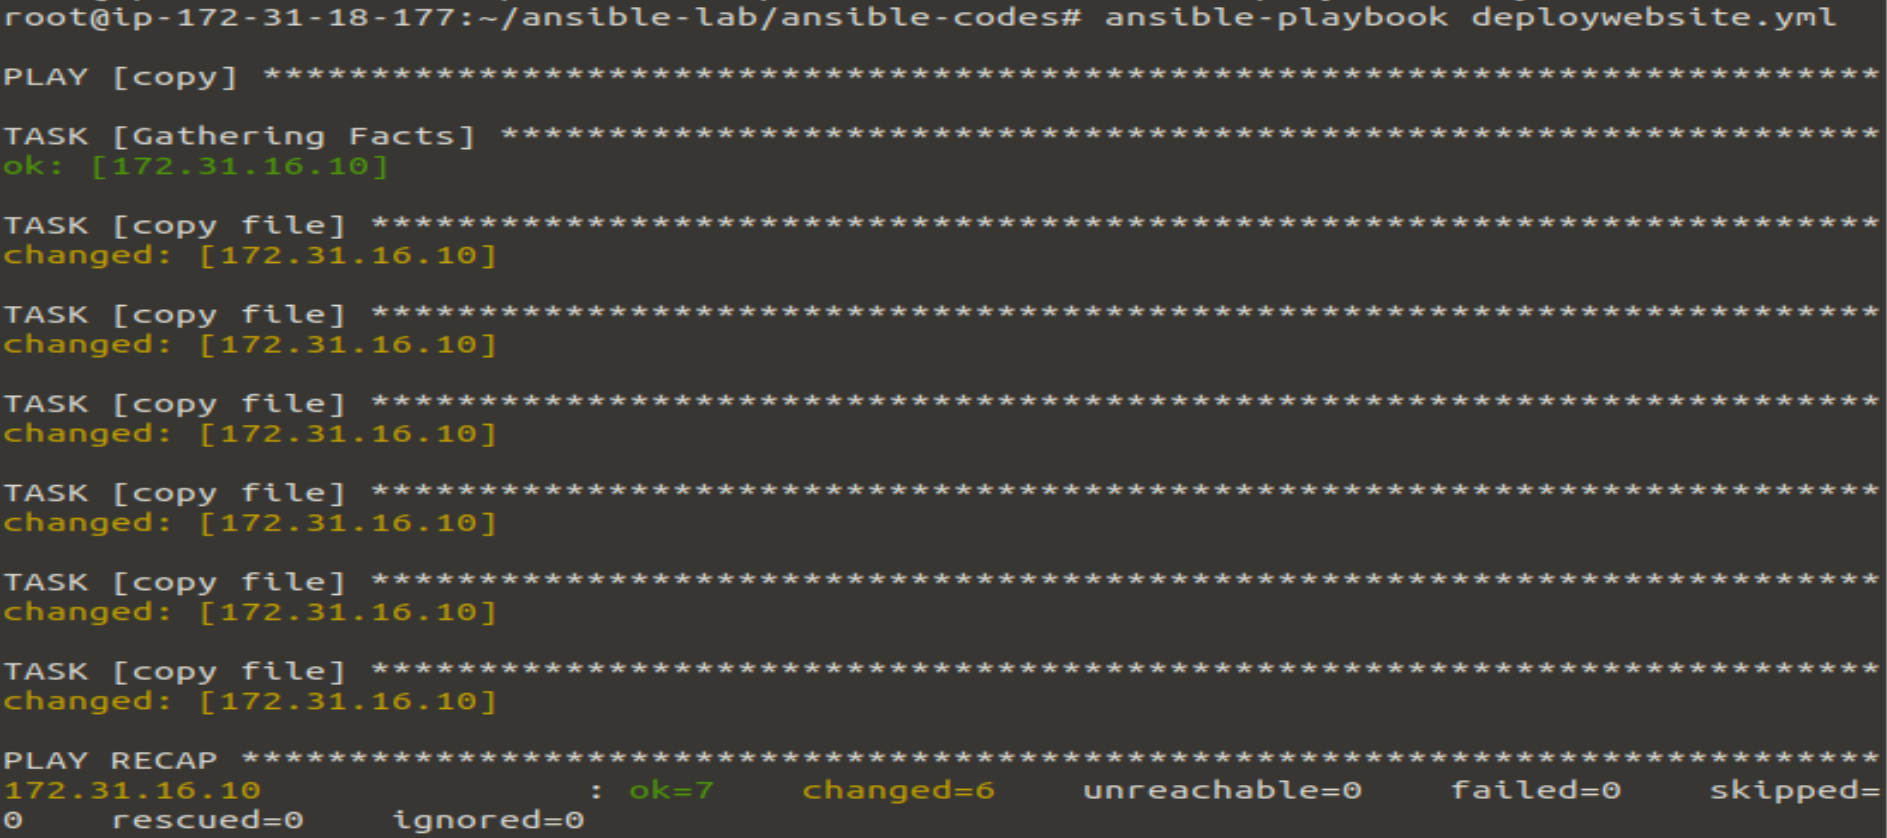 root@ip-172-31-18-177:~/ansible-lab/ansible-codes# ansible-playbook deploywebsite.yml
PLAY [copy] ***************************************************************************
TASK [Gathering Facts] ****************************************************************
ok: [172.31.16.10]
TASK [copy file] **********************************************************************
changed: [172.31.16.10]
TASK [copy file] **********************************************************************
changed: [172.31.16.10]
TASK [copy file] **********************************************************************
changed: [172.31.16.10]
TASK [copy file] **********************************************************************
changed: [172.31.16.10]
TASK [copy file] **********************************************************************
changed: [172.31.16.10]
TASK [copy file] **********************************************************************
changed: [172.31.16.10]
PLAY RECAP ****************************************************************************
172.31.16.10               : ok=7    changed=6    unreachable=0    failed=0    skipped=
0    rescued=0    ignored=0